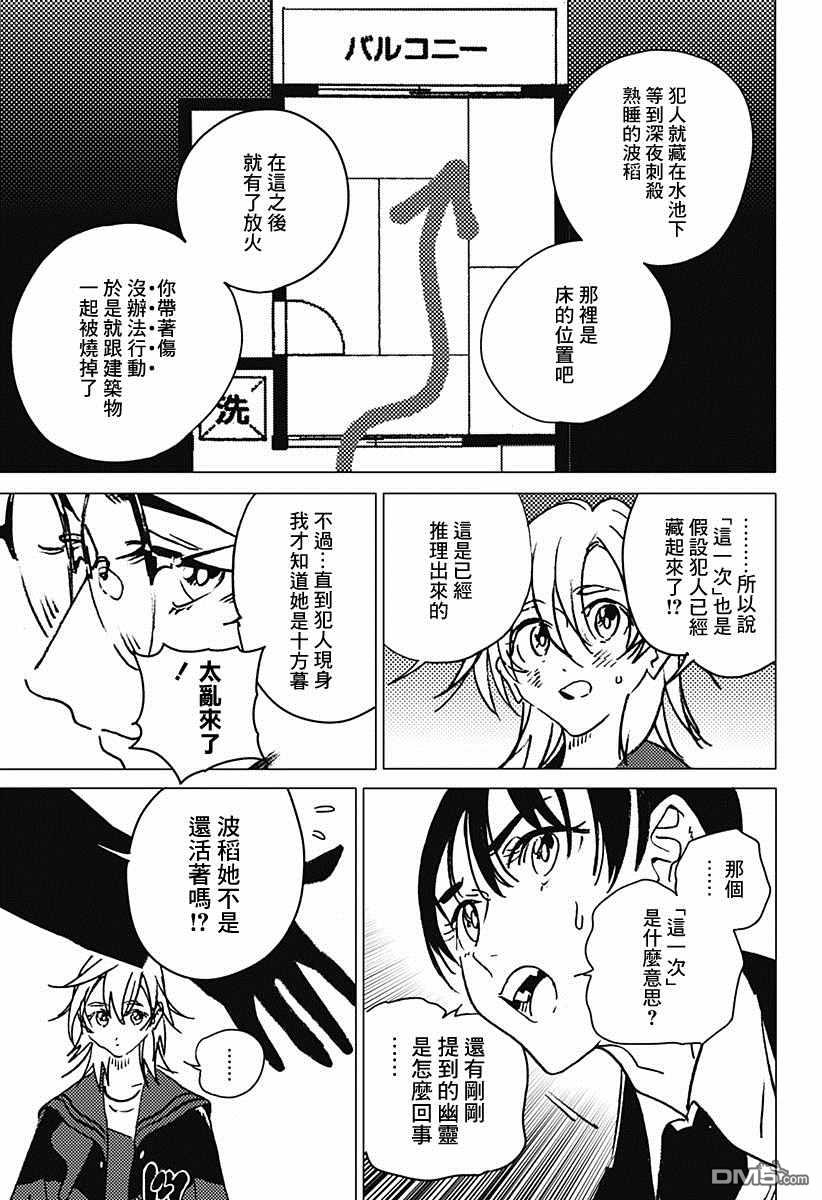 バルコニー
犯人就藏在水池下
等到深夜刺殺
熟睡的波稻
那裡是
床的位置吧
在這之後
就有了放火
你帶著傷
沒辦法行動
於是就跟建築物
一起被燒掉了
洗
………所以說
「這一次」也是
假設犯人已經
藏起來了!?
這是已經
推理出來的
不過…直到犯人現身
我才知道她是十方暮
太亂來了
！
那個
……
「這一次」
是什麼意思?
還有剛剛
提到的幽靈
是怎麼回事
……
波稻她不是
還活著嗎!?
……
DM5.com